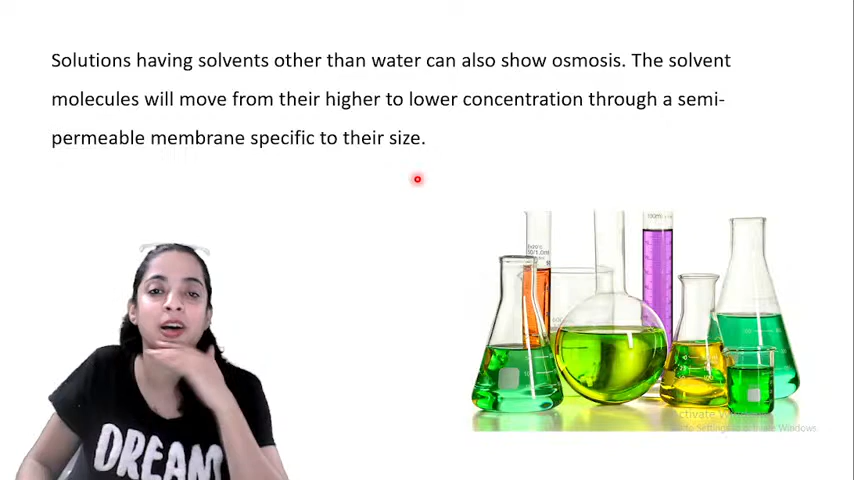 Solutions having solvents other than water can also show osmosis. The solvent
molecules will move from their higher to lower concentration through a semi-
permeable membrane specific to their size.
DREAM